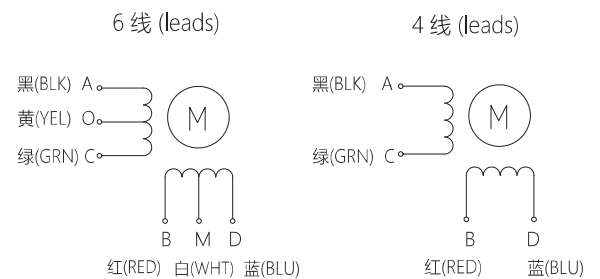 6 线 (leads)
黑(BLK) A
黄(YEL) O
绿(GRN) C
M
B M D
红(RED) 白(WHT) 蓝(BLU)
4 线 (leads)
黑(BLK) A
绿(GRN) C
M
B D
红(RED) 蓝(BLU)